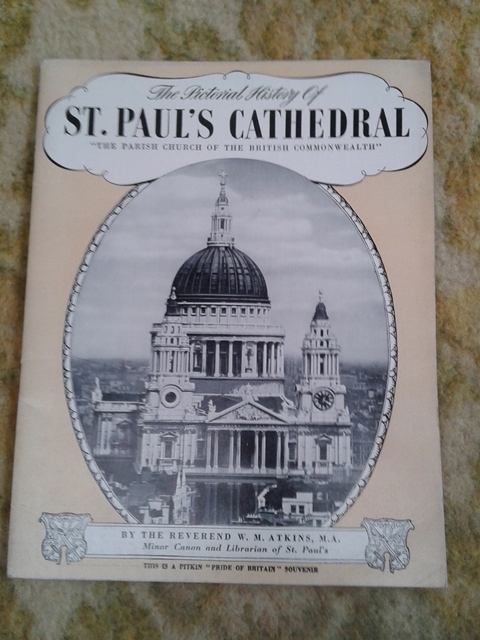 The Pictorial History Of
ST. PAUL'S CATHEDRAL
"THE PARISH CHURCH OF THE BRITISH COMMONWEALTH"
BY THE REVEREND W. M. ATKINS, M.A.
Minor Canon and Librarian of St. Paul's
THIS IS A PITKIN "PRIDE OF BRITAIN" SOUVENIR